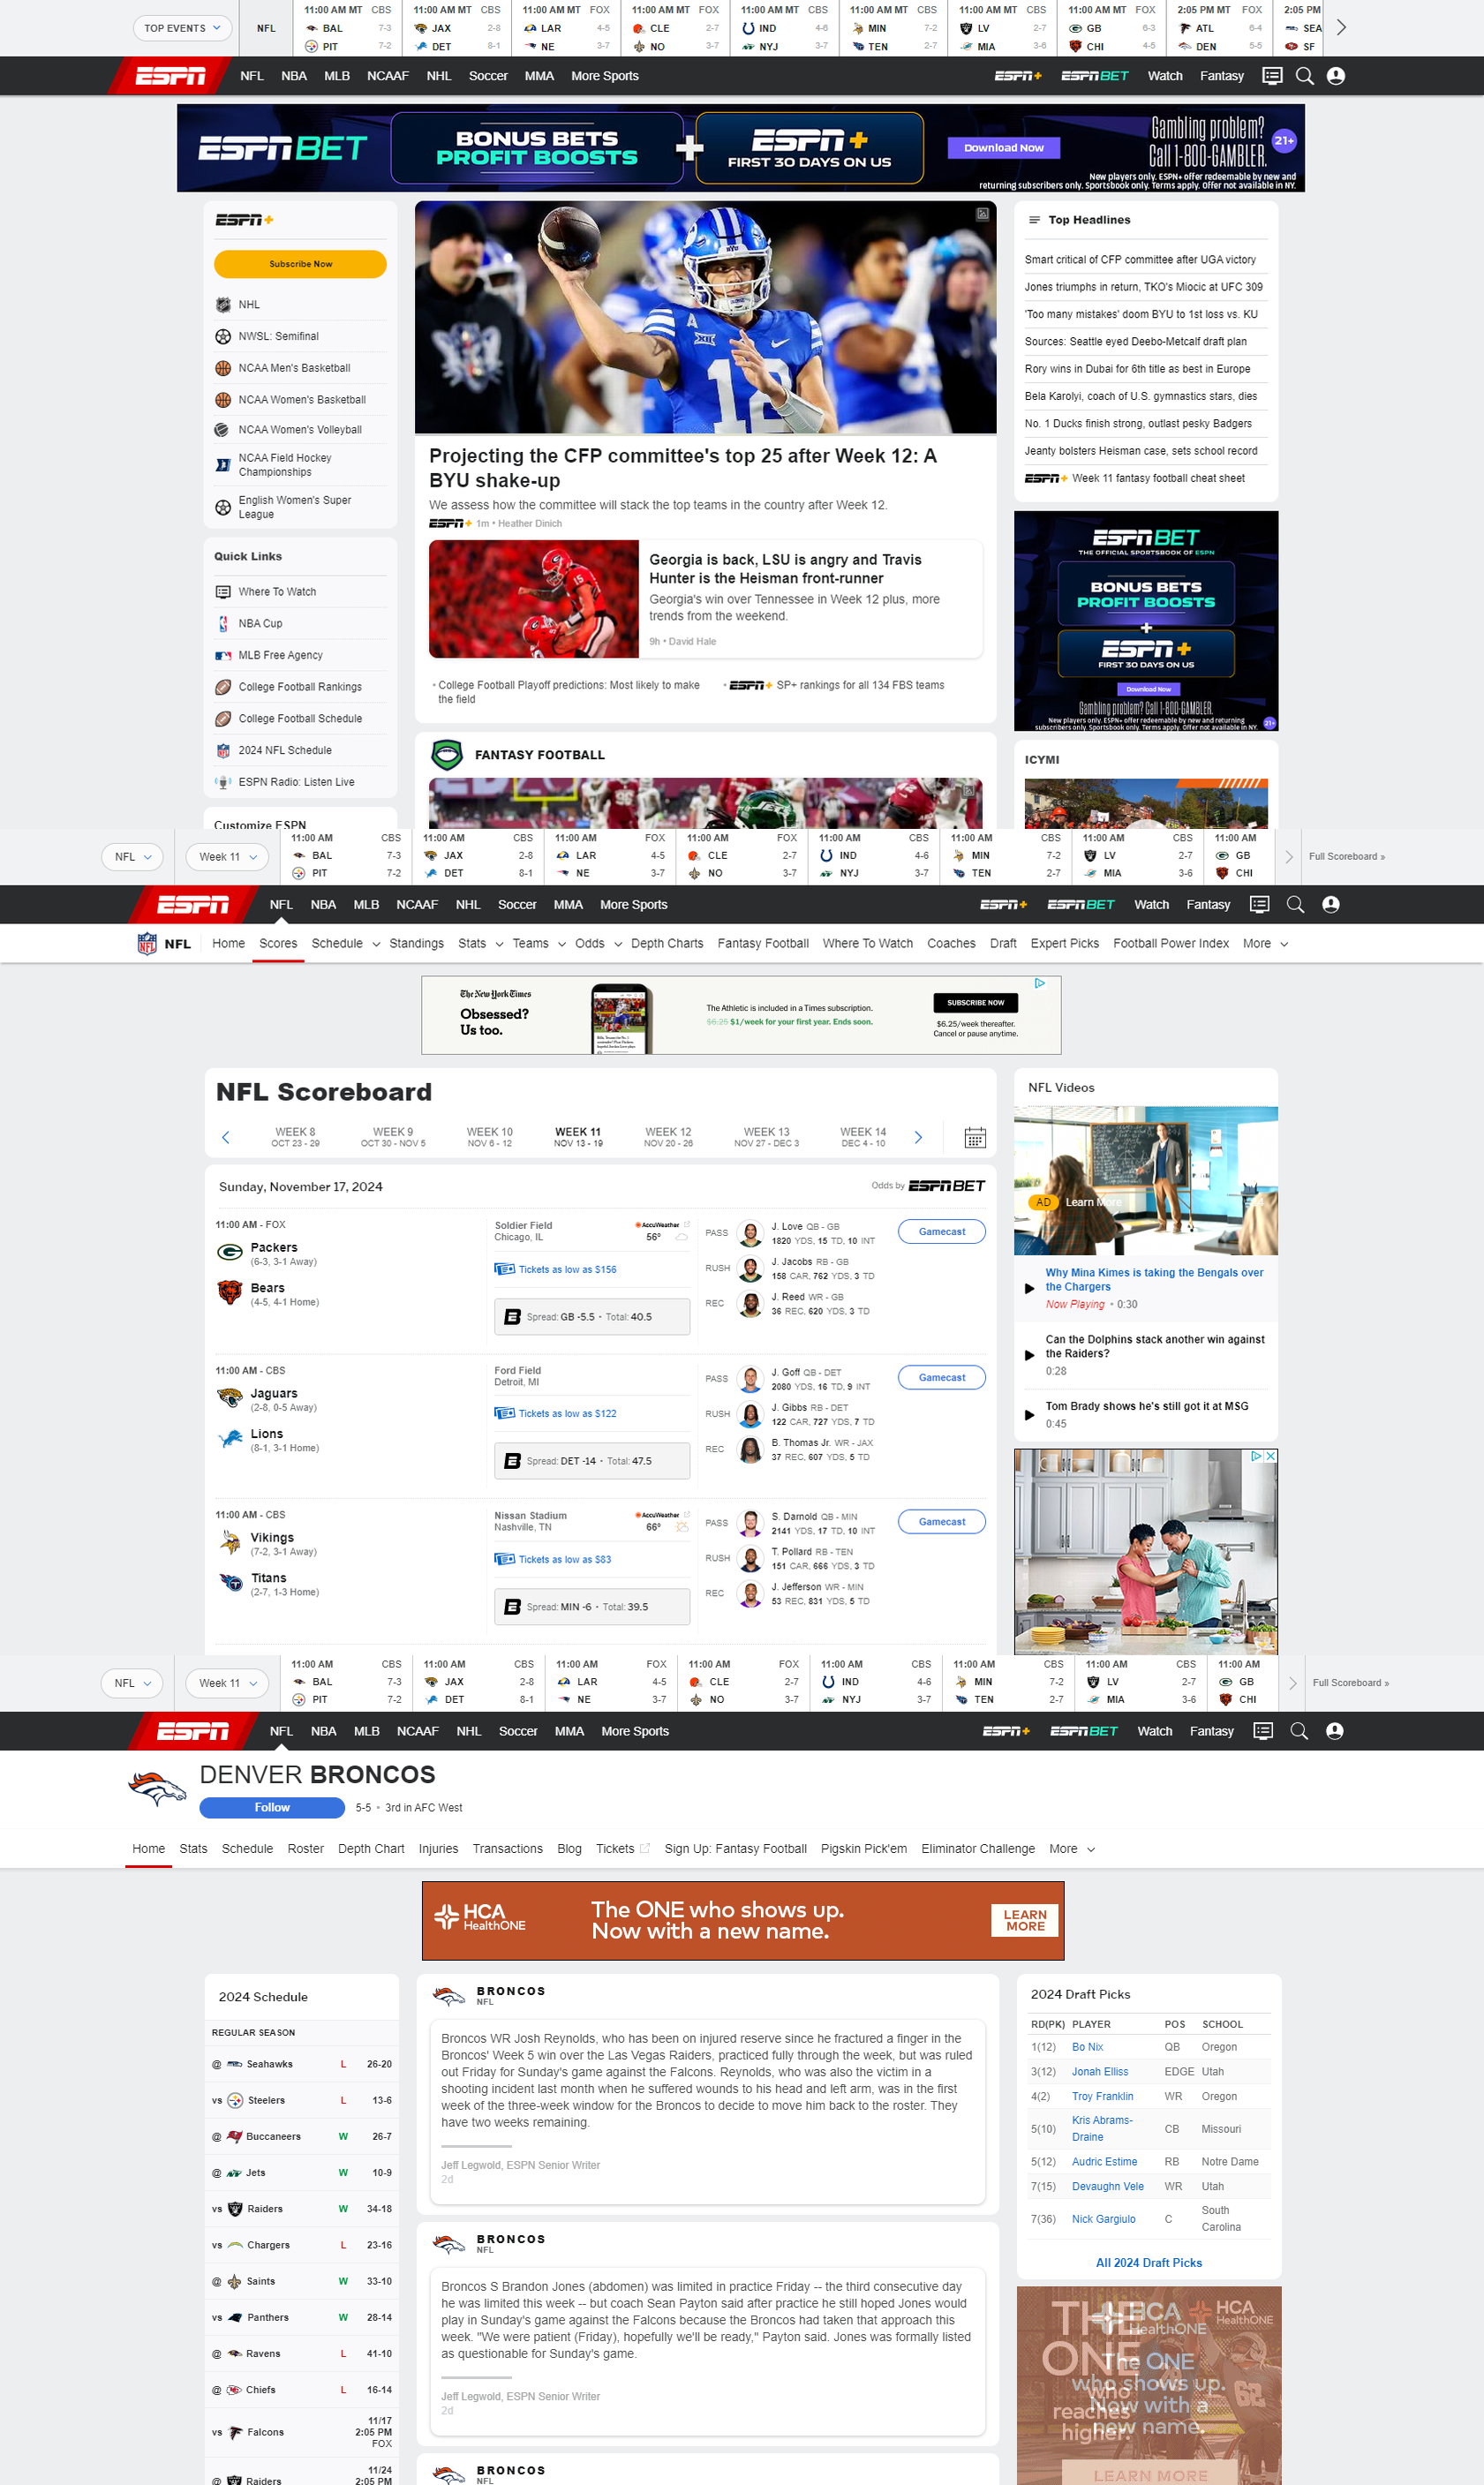 TOP EVENTS
NFL
11:00 AM MT CBS
BAL 7-3
PIT 7-2
11:00 AM MT CBS
JAX 2-8
DET 8-1
11:00 AM MT FOX
LAR 4-5
NE 3-7
11:00 AM MT FOX
CLE 2-7
NO 3-7
11:00 AM MT CBS
IND 4-6
NYJ 3-7
11:00 AM MT CBS
MIN 7-2
TEN 2-7
11:00 AM MT CBS
LV 2-7
MIA 3-6
11:00 AM MT FOX
GB 6-3
CHI 4-5
2:05 PM MT FOX
ATL 6-4
DEN 5-5
2:05 PM
SEA
SF
ESPN NFL NBA MLB NCAAF NHL Soccer MMA More Sports ESPN+ ESPN BET Watch Fantasy
ESPN BET
BONUS BETS
PROFIT BOOSTS
+
ESPN+
FIRST 30 DAYS ON US
Download Now
Gambling problem?
Call 1-800-GAMBLER.
21+
New players only. ESPN+ offer redeemable by new and
returning subscribers only. Sportsbook only. Terms apply. Offer not available in NY.
ESPN+
Subscribe Now
NHL
NWSL: Semifinal
NCAA Men's Basketball
NCAA Women's Basketball
NCAA Women's Volleyball
NCAA Field Hockey
Championships
English Women's Super
League
Quick Links
Where To Watch
NBA Cup
MLB Free Agency
College Football Rankings
College Football Schedule
2024 NFL Schedule
ESPN Radio: Listen Live
Customize ESPN
BYU
XII
12
Projecting the CFP committee's top 25 after Week 12: A
BYU shake-up
We assess how the committee will stack the top teams in the country after Week 12.
ESPN+ 1m • Heather Dinich
15
Georgia is back, LSU is angry and Travis
Hunter is the Heisman front-runner
Georgia's win over Tennessee in Week 12 plus, more
trends from the weekend.
9h • David Hale
• College Football Playoff predictions: Most likely to make
the field
• ESPN+ SP+ rankings for all 134 FBS teams
FANTASY FOOTBALL
Top Headlines
Smart critical of CFP committee after UGA victory
Jones triumphs in return, TKO's Miocic at UFC 309
'Too many mistakes' doom BYU to 1st loss vs. KU
Sources: Seattle eyed Deebo-Metcalf draft plan
Rory wins in Dubai for 6th title as best in Europe
Bela Karolyi, coach of U.S. gymnastics stars, dies
No. 1 Ducks finish strong, outlast pesky Badgers
Jeanty bolsters Heisman case, sets school record
ESPN+ Week 11 fantasy football cheat sheet
ESPN BET
THE OFFICIAL SPORTSBOOK OF ESPN
BONUS BETS
PROFIT BOOSTS
+
ESPN+
FIRST 30 DAYS ON US
Download Now
Gambling problem? Call 1-800-GAMBLER.
New players only. ESPN+ offer redeemable by new and returning
subscribers only. Sportsbook only. Terms apply. Offer not available in NY.
21+
ICYMI
NFL
Week 11
11:00 AM CBS
BAL 7-3
PIT 7-2
11:00 AM CBS
JAX 2-8
DET 8-1
11:00 AM FOX
LAR 4-5
NE 3-7
11:00 AM FOX
CLE 2-7
NO 3-7
11:00 AM CBS
IND 4-6
NYJ 3-7
11:00 AM CBS
MIN 7-2
TEN 2-7
11:00 AM CBS
LV 2-7
MIA 3-6
11:00 AM
GB
CHI
Full Scoreboard »
ESPN NFL NBA MLB NCAAF NHL Soccer MMA More Sports ESPN+ ESPN BET Watch Fantasy
NFL Home Scores Schedule Standings Stats Teams Odds Depth Charts Fantasy Football Where To Watch Coaches Draft Expert Picks Football Power Index More
The New York Times
Obsessed?
Us too.
The Athletic is included in a Times subscription.
$6.25 $1/week for your first year. Ends soon.
SUBSCRIBE NOW
$6.25/week thereafter.
Cancel or pause anytime.
NFL Scoreboard
WEEK 8
OCT 23 - 29
WEEK 9
OCT 30 - NOV 5
WEEK 10
NOV 6 - 12
WEEK 11
NOV 13 - 19
WEEK 12
NOV 20 - 26
WEEK 13
NOV 27 - DEC 3
WEEK 14
DEC 4 - 10
Sunday, November 17, 2024
Odds by ESPN BET
11:00 AM - FOX
Packers
(6-3, 3-1 Away)
Bears
(4-5, 4-1 Home)
Soldier Field
Chicago, IL
AccuWeather
56°
Tickets as low as $156
Spread: GB -5.5 • Total: 40.5
PASS J. Love QB - GB
1820 YDS, 15 TD, 10 INT
RUSH J. Jacobs RB - GB
158 CAR, 762 YDS, 3 TD
REC J. Reed WR - GB
36 REC, 620 YDS, 3 TD
Gamecast
11:00 AM - CBS
Jaguars
(2-8, 0-5 Away)
Lions
(8-1, 3-1 Home)
Ford Field
Detroit, MI
Tickets as low as $122
Spread: DET -14 • Total: 47.5
PASS J. Goff QB - DET
2080 YDS, 16 TD, 9 INT
RUSH J. Gibbs RB - DET
122 CAR, 727 YDS, 7 TD
REC B. Thomas Jr. WR - JAX
37 REC, 607 YDS, 5 TD
Gamecast
11:00 AM - CBS
Vikings
(7-2, 3-1 Away)
Titans
(2-7, 1-3 Home)
Nissan Stadium
Nashville, TN
AccuWeather
66°
Tickets as low as $83
Spread: MIN -6 • Total: 39.5
PASS S. Darnold QB - MIN
2141 YDS, 17 TD, 10 INT
RUSH T. Pollard RB - TEN
151 CAR, 666 YDS, 3 TD
REC J. Jefferson WR - MIN
53 REC, 831 YDS, 5 TD
Gamecast
NFL Videos
AD Learn More
Why Mina Kimes is taking the Bengals over
the Chargers
Now Playing • 0:30
Can the Dolphins stack another win against
the Raiders?
0:28
Tom Brady shows he's still got it at MSG
0:45
NFL
Week 11
11:00 AM CBS
BAL 7-3
PIT 7-2
11:00 AM CBS
JAX 2-8
DET 8-1
11:00 AM FOX
LAR 4-5
NE 3-7
11:00 AM FOX
CLE 2-7
NO 3-7
11:00 AM CBS
IND 4-6
NYJ 3-7
11:00 AM CBS
MIN 7-2
TEN 2-7
11:00 AM CBS
LV 2-7
MIA 3-6
11:00 AM
GB
CHI
Full Scoreboard »
ESPN NFL NBA MLB NCAAF NHL Soccer MMA More Sports ESPN+ ESPN BET Watch Fantasy
DENVER BRONCOS
Follow 5-5 • 3rd in AFC West
Home Stats Schedule Roster Depth Chart Injuries Transactions Blog Tickets Sign Up: Fantasy Football Pigskin Pick'em Eliminator Challenge More
HCA
HealthONE
The ONE who shows up.
Now with a new name.
LEARN
MORE
2024 Schedule
REGULAR SEASON
@ Seahawks L 26-20
vs Steelers L 13-6
@ Buccaneers W 26-7
@ Jets W 10-9
vs Raiders W 34-18
vs Chargers L 23-16
@ Saints W 33-10
vs Panthers W 28-14
@ Ravens L 41-10
@ Chiefs L 16-14
vs Falcons 11/17
2:05 PM
FOX
@ Raiders 11/24
2:05 PM
BRONCOS
NFL
Broncos WR Josh Reynolds, who has been on injured reserve since he fractured a finger in the
Broncos' Week 5 win over the Las Vegas Raiders, practiced fully through the week, but was ruled
out Friday for Sunday's game against the Falcons. Reynolds, who was also the victim in a
shooting incident last month when he suffered wounds to his head and left arm, was in the first
week of the three-week window for the Broncos to decide to move him back to the roster. They
have two weeks remaining.
Jeff Legwold, ESPN Senior Writer
2d
BRONCOS
NFL
Broncos S Brandon Jones (abdomen) was limited in practice Friday -- the third consecutive day
he was limited this week -- but coach Sean Payton said after practice he still hoped Jones would
play in Sunday's game against the Falcons because the Broncos had taken that approach this
week. "We were patient (Friday), hopefully we'll be ready," Payton said. Jones was formally listed
as questionable for Sunday's game.
Jeff Legwold, ESPN Senior Writer
2d
BRONCOS
NFL
2024 Draft Picks
RD(PK) PLAYER POS SCHOOL
1(12) Bo Nix QB Oregon
3(12) Jonah Elliss EDGE Utah
4(2) Troy Franklin WR Oregon
5(10) Kris Abrams-
Draine CB Missouri
5(12) Audric Estime RB Notre Dame
7(15) Devaughn Vele WR Utah
7(36) Nick Gargiulo C South
Carolina
All 2024 Draft Picks
THE
ONE
who
reaches
higher.
HCA
HealthONE
HCA
HealthONE
The ONE
who shows up.
Now with a
new name.
62
LEARN MORE